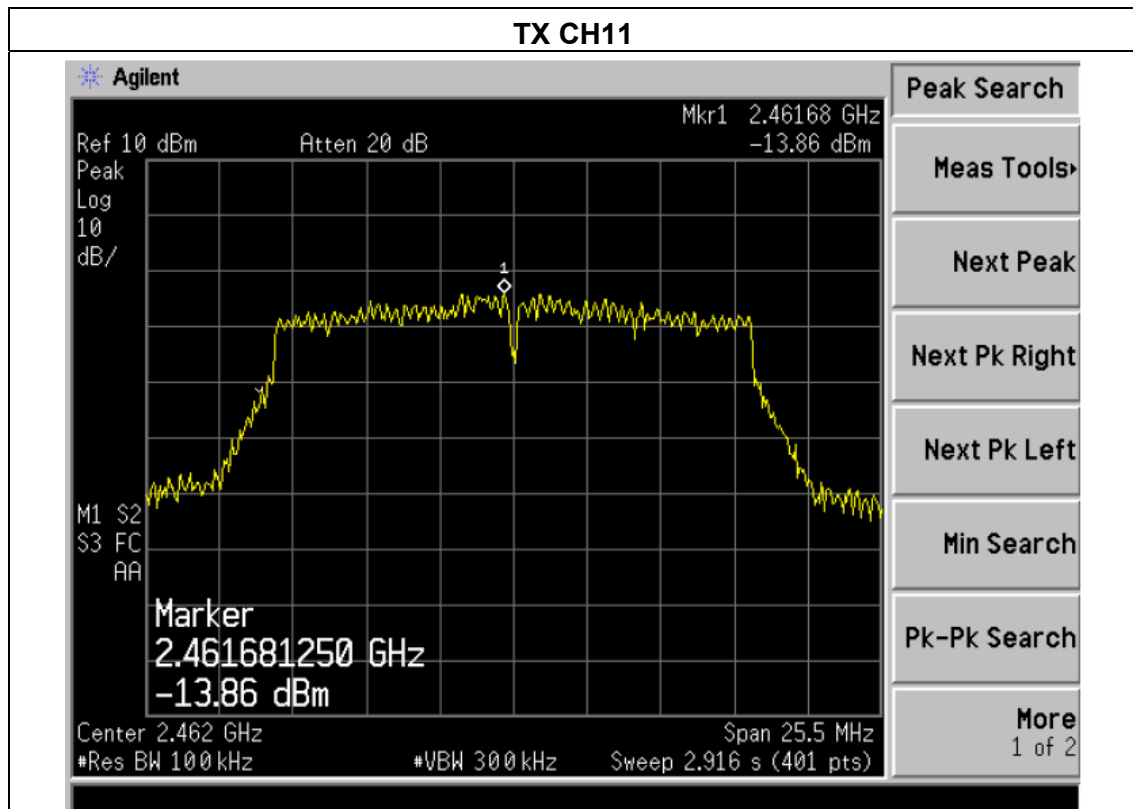 TX CH11
Agilent
Peak Search
Mkr1 2.46168 GHz
Ref 10 dBm Atten 20 dB -13.86 dBm
Peak
Log
10
dB/
1
M1 S2
S3 FC
AA
Marker
2.461681250 GHz
-13.86 dBm
Center 2.462 GHz Span 25.5 MHz
#Res BW 100 kHz #VBW 300 kHz Sweep 2.916 s (401 pts)
Meas Tools
Next Peak
Next Pk Right
Next Pk Left
Min Search
Pk-Pk Search
More
1 of 2